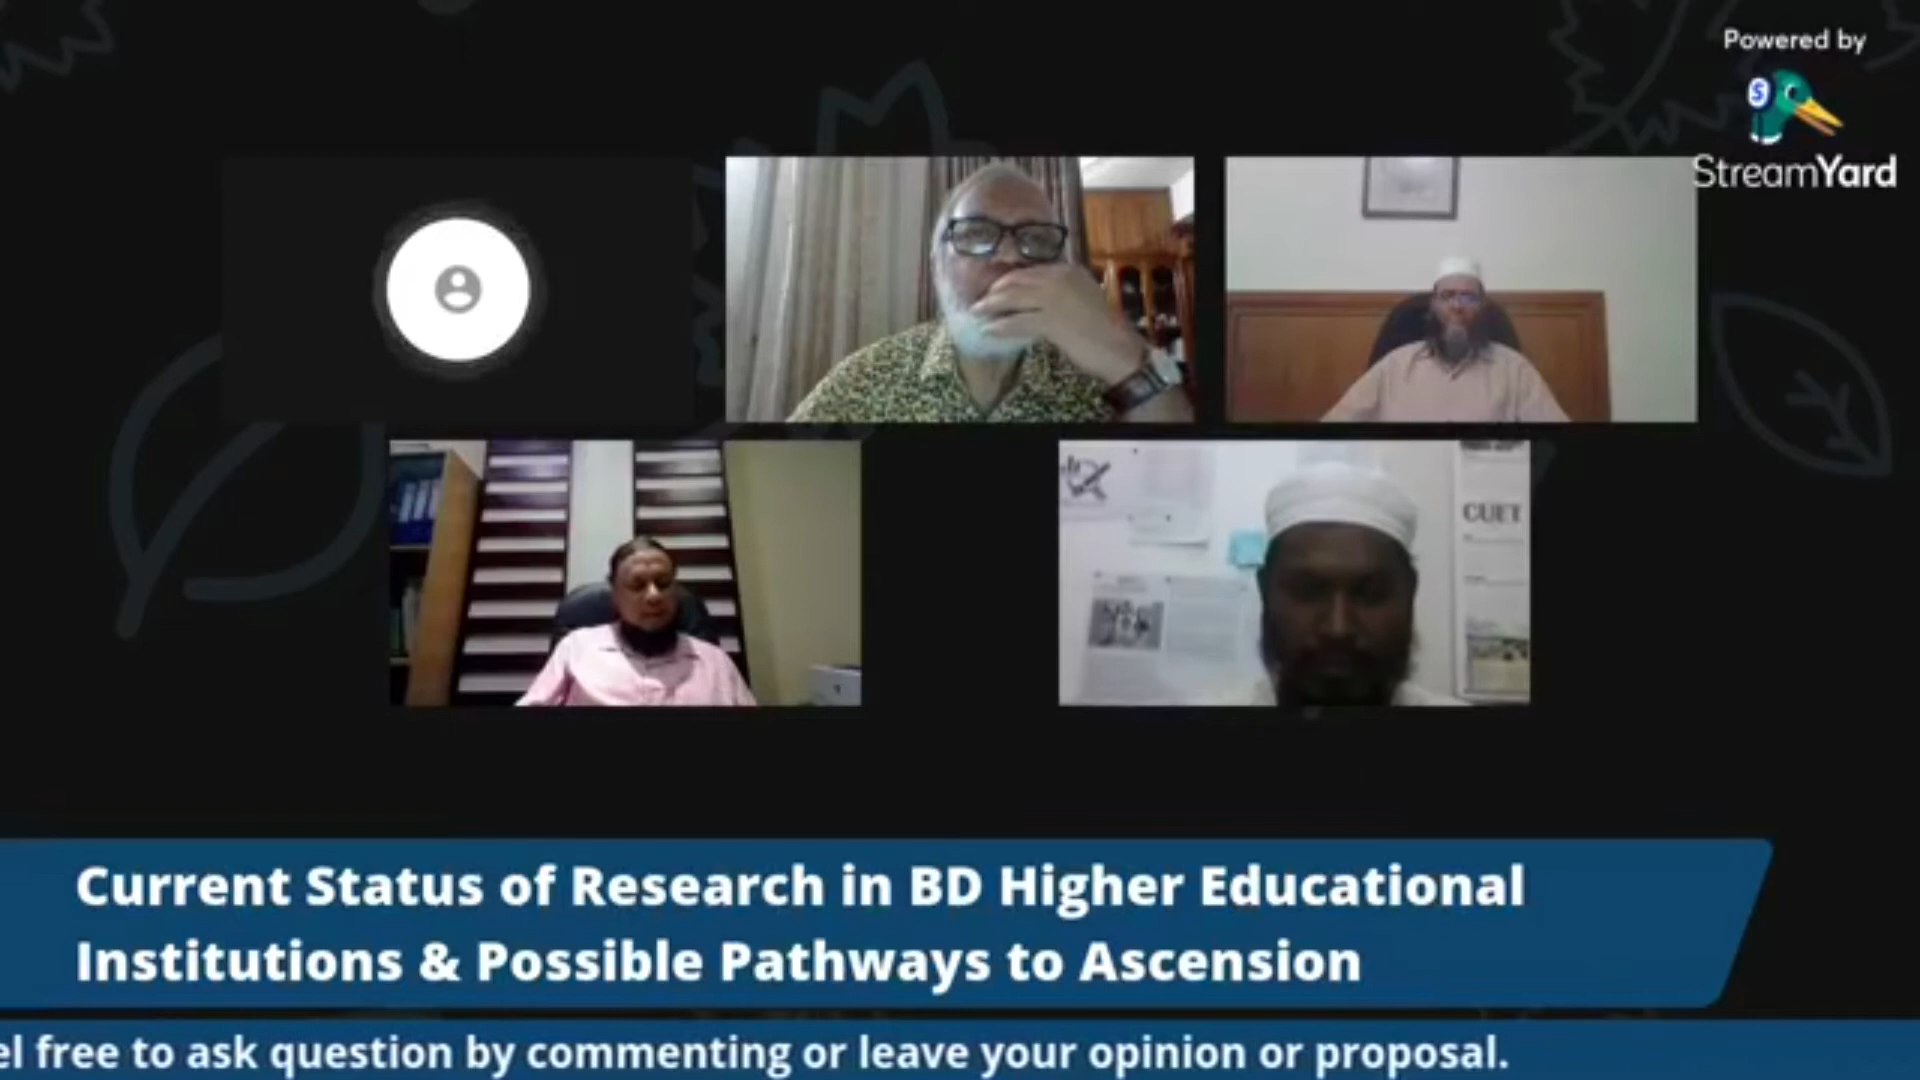 Powered by
StreamYard
CUET
Current Status of Research in BD Higher Educational
Institutions & Possible Pathways to Ascension
el free to ask question by commenting or leave your opinion or proposal.